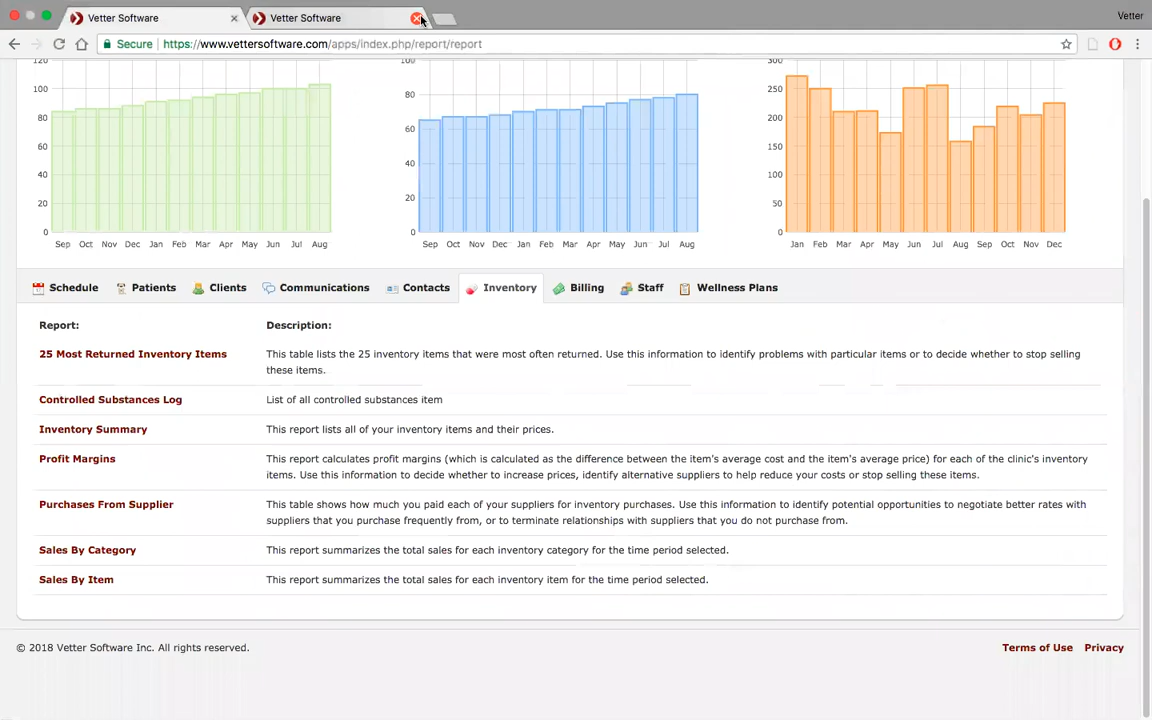 Vetter Software
Vetter Software
Vetter
Secure
https://www.vettersoftware.com/apps/index.php/report/report
120
100
80
60
40
20
0
Sep Oct Nov Dec Jan Feb Mar Apr May Jun Jul Aug
100
80
60
40
20
0
Sep Oct Nov Dec Jan Feb Mar Apr May Jun Jul Aug
300
250
200
150
100
50
0
Jan Feb Mar Apr May Jun Jul Aug Sep Oct Nov Dec
Schedule Patients Clients Communications Contacts Inventory Billing Staff Wellness Plans
Report: Description:
25 Most Returned Inventory Items
This table lists the 25 inventory items that were most often returned. Use this information to identify problems with particular items or to decide whether to stop selling
these items.
Controlled Substances Log
List of all controlled substances item
Inventory Summary
This report lists all of your inventory items and their prices.
Profit Margins
This report calculates profit margins (which is calculated as the difference between the item's average cost and the item's average price) for each of the clinic's inventory
items. Use this information to decide whether to increase prices, identify alternative suppliers to help reduce your costs or stop selling these items.
Purchases From Supplier
This table shows how much you paid each of your suppliers for inventory purchases. Use this information to identify potential opportunities to negotiate better rates with
suppliers that you purchase frequently from, or to terminate relationships with suppliers that you do not purchase from.
Sales By Category
This report summarizes the total sales for each inventory category for the time period selected.
Sales By Item
This report summarizes the total sales for each inventory item for the time period selected.
© 2018 Vetter Software Inc. All rights reserved.
Terms of Use Privacy